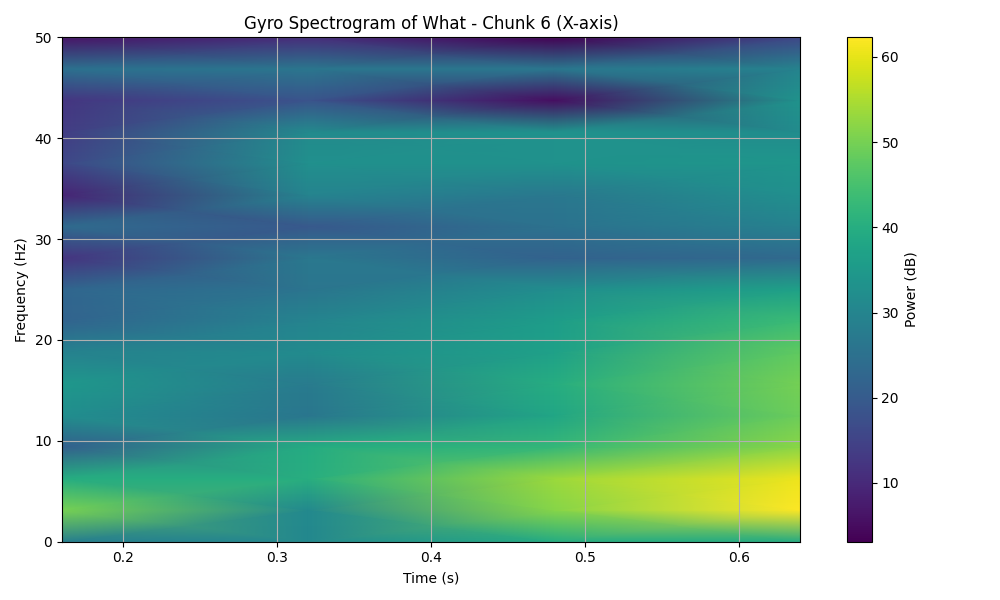 Gyro Spectrogram of What - Chunk 6 (X-axis)
50
40
30
20
10
0
Frequency (Hz)
0.2 0.3 0.4 0.5 0.6
Time (s)
60
50
40
30
20
10
Power (dB)